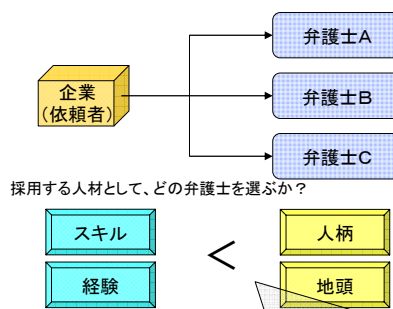 弁護士A
企業
(依頼者)
弁護士B
弁護士C
採用する人材として、どの弁護士を選ぶか？
スキル
＜
人柄
経験
地頭